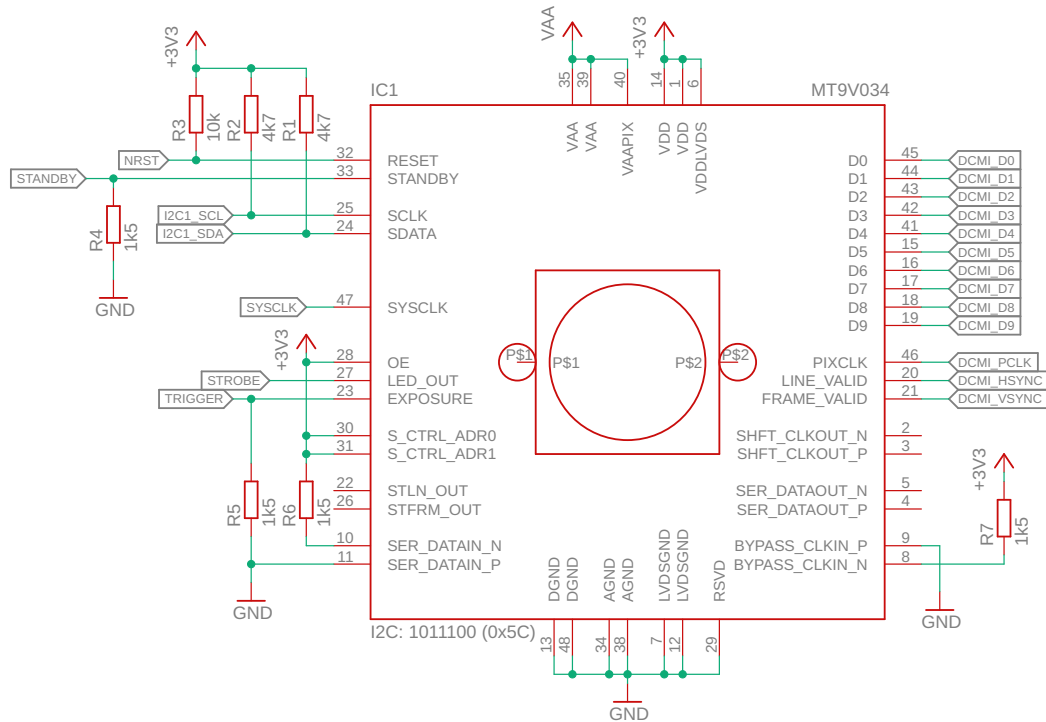 VAA
+3V3
+3V3
35
39
40
14
1
6
IC1
MT9V034
R3
10k
R2
4k7
R1
4k7
VAA
VAA
VAAPIX
VDD
VDD
VDDLVDS
NRST
32
RESET
D0
45
DCMI_D0
STANDBY
33
STANDBY
D1
44
DCMI_D1
D2
43
DCMI_D2
I2C1_SCL
25
SCLK
D3
42
DCMI_D3
I2C1_SDA
24
SDATA
D4
41
DCMI_D4
R4
1k5
D5
15
DCMI_D5
D6
16
DCMI_D6
D7
17
DCMI_D7
GND
SYSCLK
47
SYSCLK
D8
18
DCMI_D8
D9
19
DCMI_D9
+3V3
28
OE
P$1
P$1
P$2
P$2
PIXCLK
46
DCMI_PCLK
STROBE
27
LED_OUT
LINE_VALID
20
DCMI_HSYNC
TRIGGER
23
EXPOSURE
FRAME_VALID
21
DCMI_VSYNC
30
S_CTRL_ADR0
SHFT_CLKOUT_N
2
31
S_CTRL_ADR1
SHFT_CLKOUT_P
3
+3V3
22
STLN_OUT
SER_DATAOUT_N
5
26
STFRM_OUT
SER_DATAOUT_P
4
R5
1k5
R6
1k5
R7
1k5
10
SER_DATAIN_N
BYPASS_CLKIN_P
9
11
SER_DATAIN_P
BYPASS_CLKIN_N
8
GND
DGND
DGND
AGND
AGND
LVDSGND
LVDSGND
RSVD
GND
I2C: 1011100 (0x5C)
13
48
34
38
7
12
29
GND